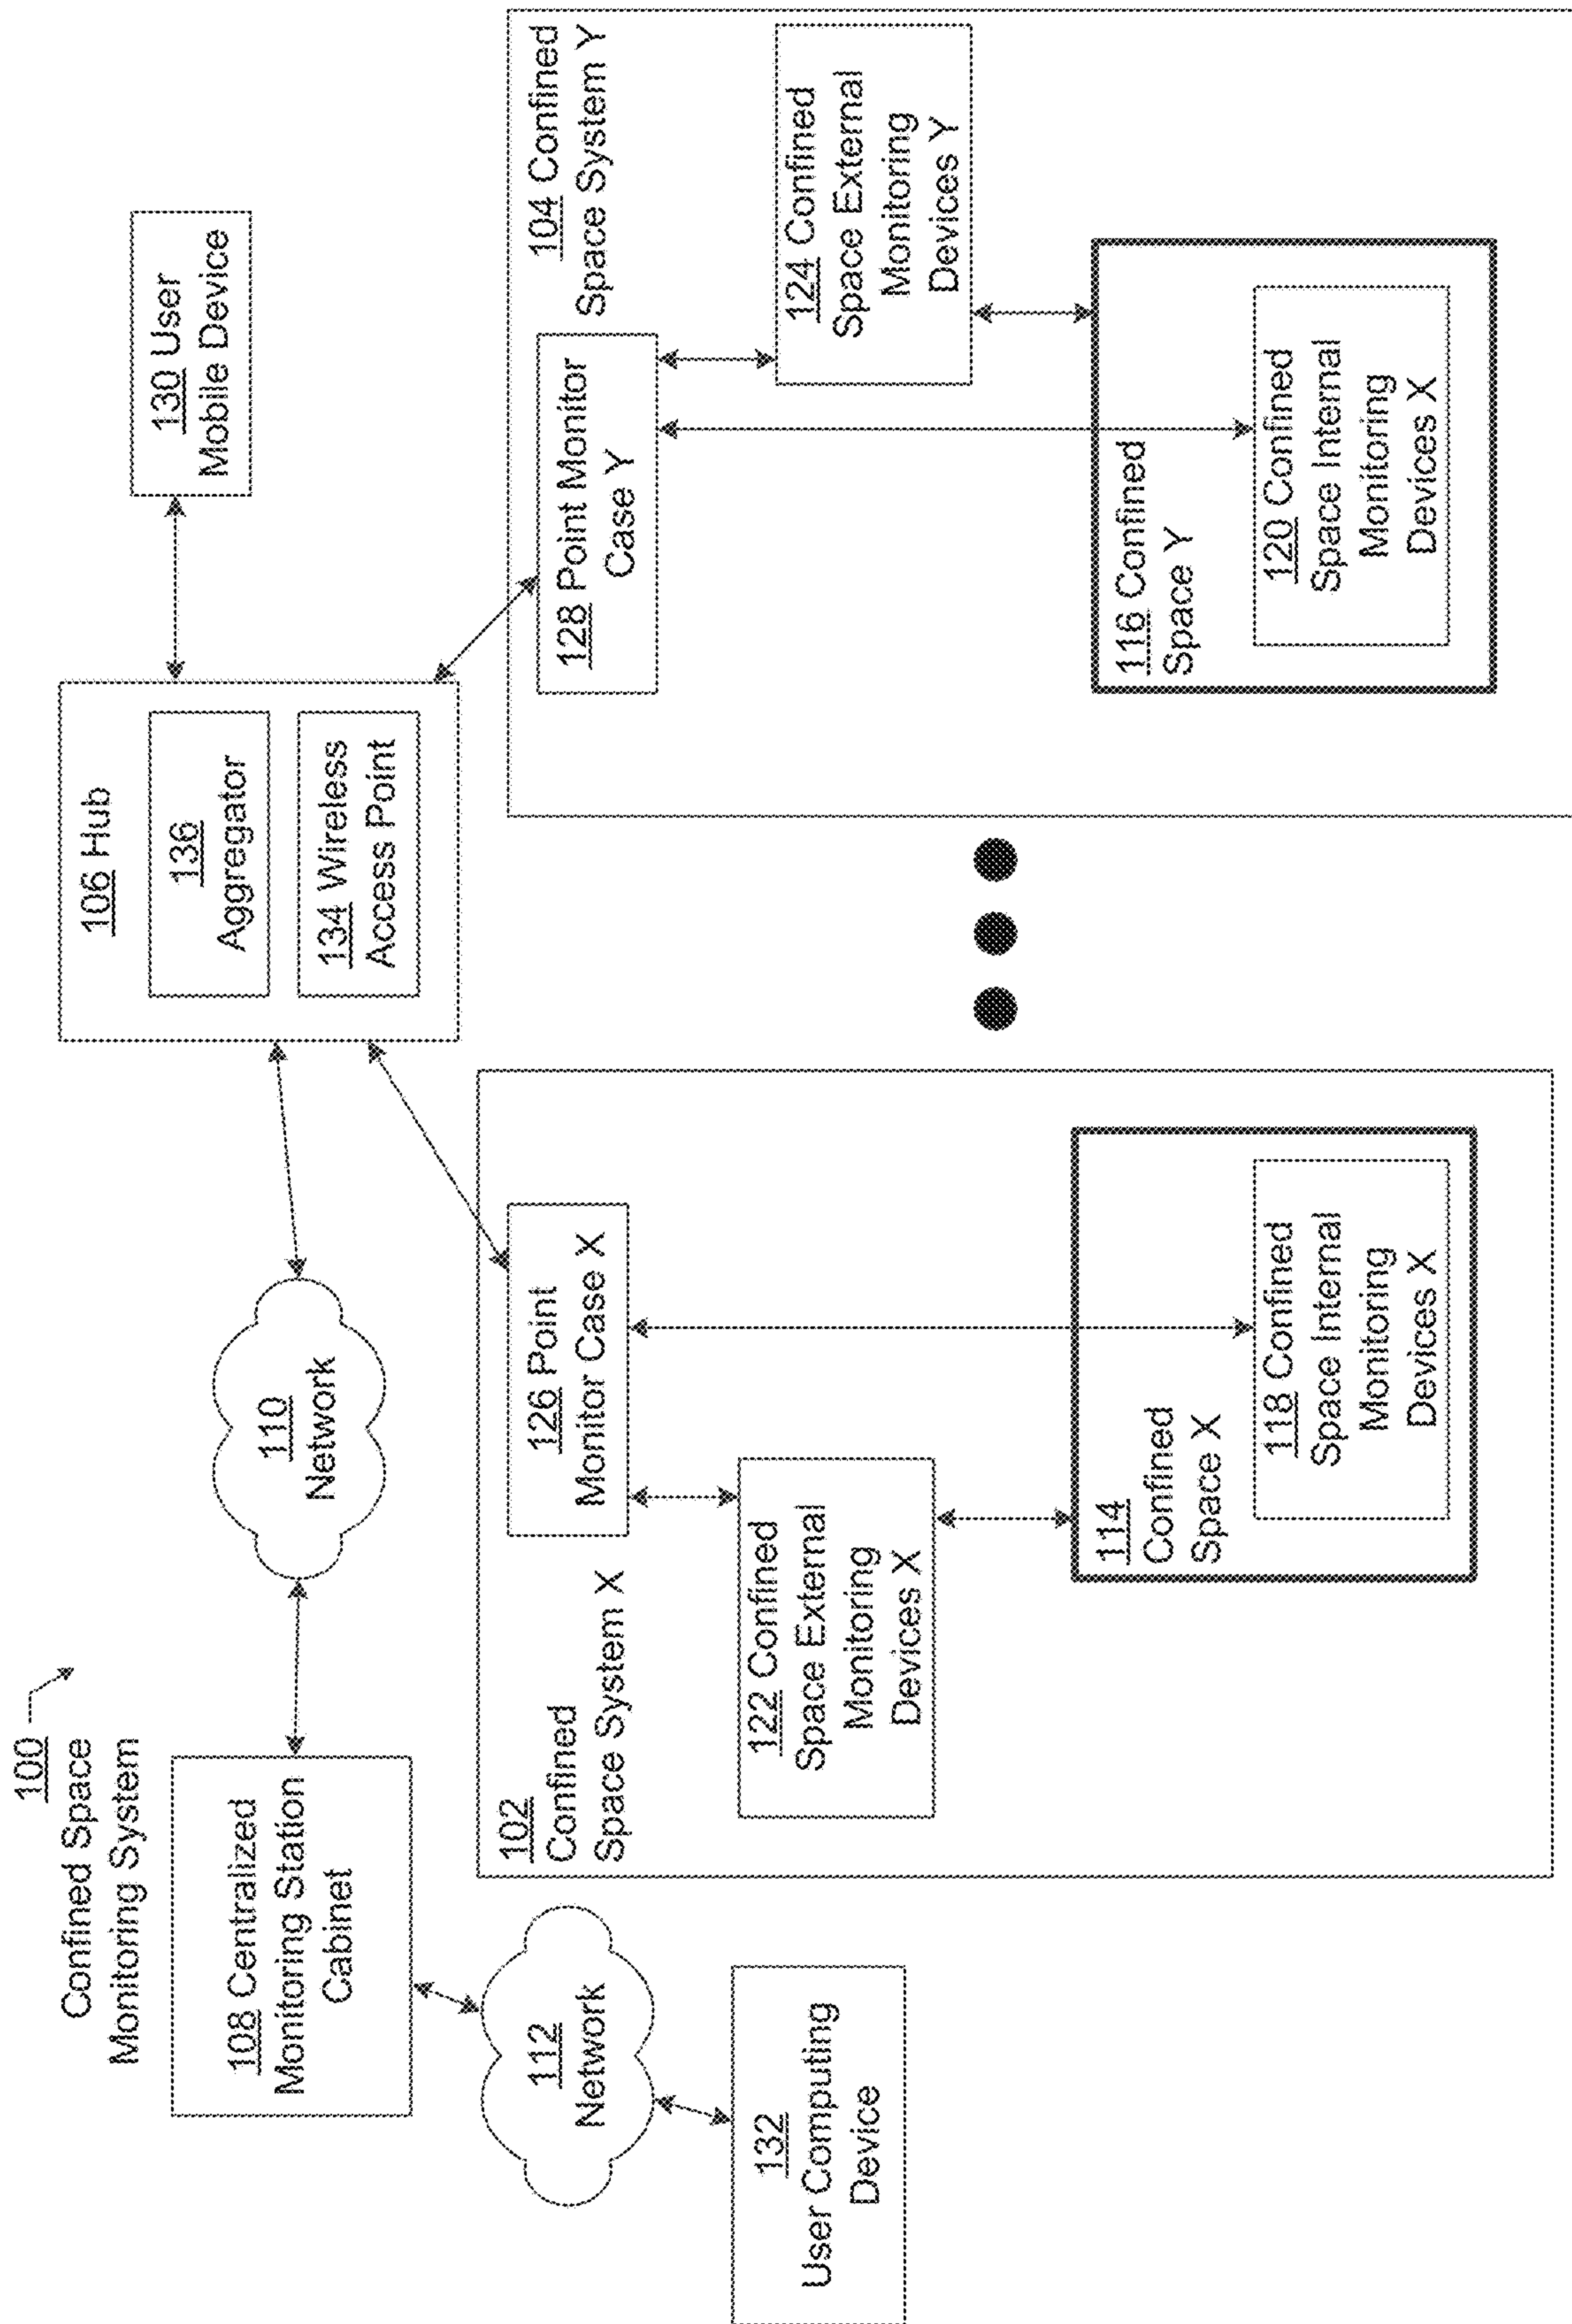 100
Confined Space
Monitoring System
108 Centralized
Monitoring Station
Cabinet
110
Network
106 Hub
136
Aggregator
134 Wireless
Access Point
130 User
Mobile Device
112
Network
132
User Computing
Device
102
Confined
Space System X
126 Point
Monitor Case X
122 Confined
Space External
Monitoring
Devices X
114
Confined
Space X
118 Confined
Space Internal
Monitoring
Devices X
104 Confined
Space System Y
128 Point Monitor
Case Y
124 Confined
Space External
Monitoring
Devices Y
116 Confined
Space Y
120 Confined
Space Internal
Monitoring
Devices X